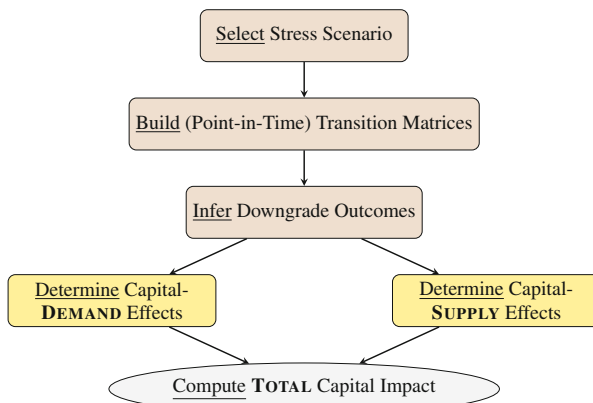 Select Stress Scenario
Build (Point-in-Time) Transition Matrices
Infer Downgrade Outcomes
Determine Capital-
DEMAND Effects
Determine Capital-
SUPPLY Effects
Compute TOTAL Capital Impact